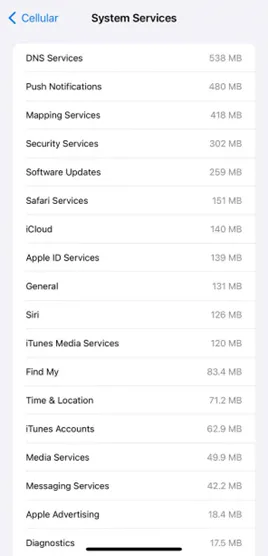 Cellular
System Services
DNS Services 538 MB
Push Notifications 480 MB
Mapping Services 418 MB
Security Services 302 MB
Software Updates 259 MB
Safari Services 151 MB
iCloud 140 MB
Apple ID Services 139 MB
General 131 MB
Siri 126 MB
iTunes Media Services 120 MB
Find My 83.4 MB
Time & Location 71.2 MB
iTunes Accounts 62.9 MB
Media Services 49.9 MB
Messaging Services 42.2 MB
Apple Advertising 18.4 MB
Diagnostics 17.5 MB